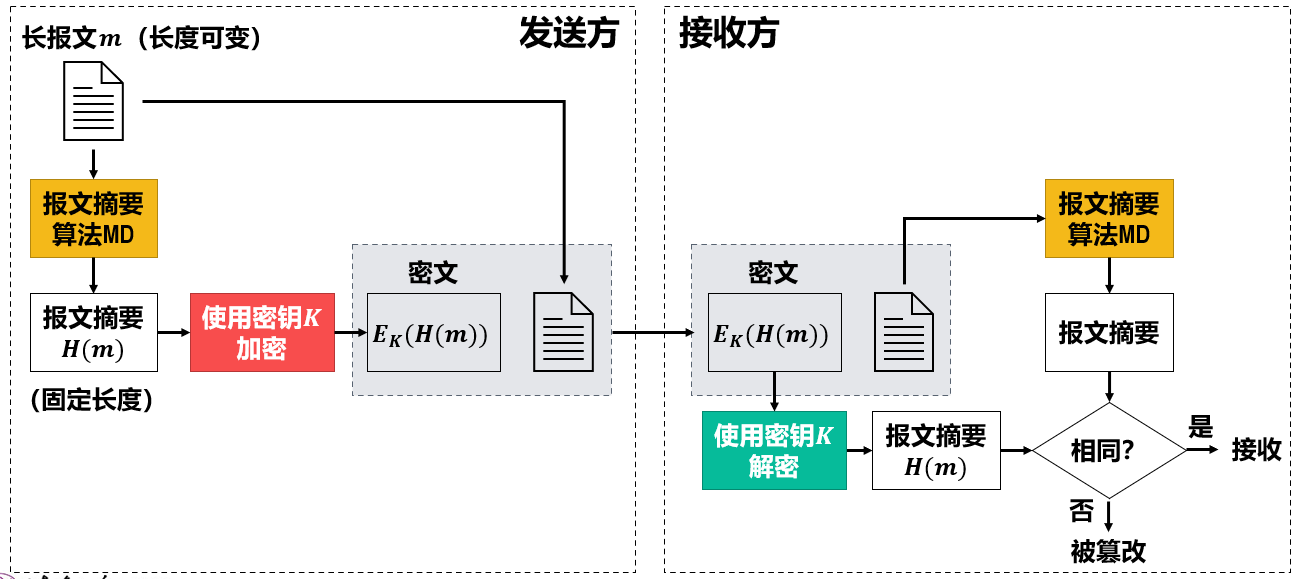 长报文m（长度可变）
发送方
报文摘要
算法MD
报文摘要
H(m)
（固定长度）
使用密钥K
加密
密文
E_K(H(m))
接收方
密文
E_K(H(m))
使用密钥K
解密
报文摘要
H(m)
报文摘要
算法MD
报文摘要
相同？
是
接收
否
被篡改